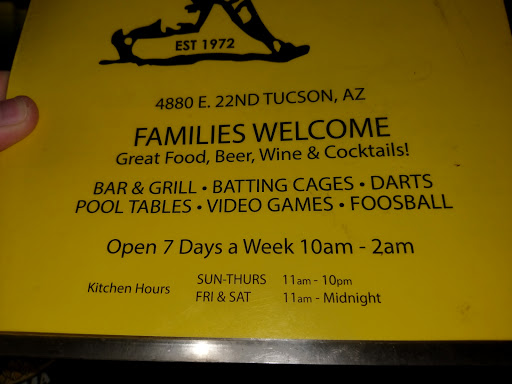 EST 1972
4880 E. 22ND TUCSON, AZ
FAMILIES WELCOME
Great Food, Beer, Wine & Cocktails!
BAR & GRILL • BATTING CAGES • DARTS
POOL TABLES • VIDEO GAMES • FOOSBALL
Open 7 Days a Week 10am - 2am
Kitchen Hours SUN-THURS 11am - 10pm
FRI & SAT 11am - Midnight